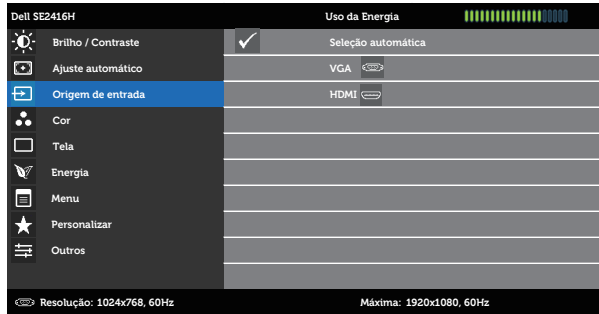 Dell SE2416H Uso da Energia
Brilho / Contraste Seleção automática
Ajuste automático VGA
Origem de entrada HDMI
Cor
Tela
Energia
Menu
Personalizar
Outros
Resolução: 1024x768, 60Hz Máxima: 1920x1080, 60Hz